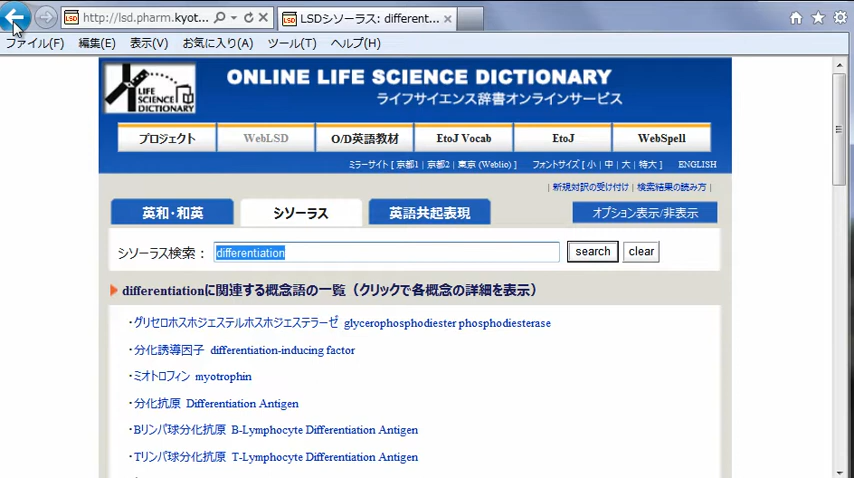 http://lsd.pharm.kyot...
LSDシソーラス: different...
ファイル(F) 編集(E) 表示(V) お気に入り(A) ツール(T) ヘルプ(H)
LIFE SCIENCE DICTIONARY
ONLINE LIFE SCIENCE DICTIONARY
ライフサイエンス辞書オンラインサービス
プロジェクト WebLSD O/D英語教材 EtoJ Vocab EtoJ WebSpell
ミラーサイト [ 京都1 | 京都2 | 東京 (Weblio) ] フォントサイズ [ 小 | 中 | 大 | 特大 ] ENGLISH
| 新規対訳の受け付け | 検索結果の読み方 |
英和・和英 シソーラス 英語共起表現 オプション表示/非表示
シソーラス検索： differentiation search clear
differentiationに関連する概念語の一覧（クリックで各概念の詳細を表示）
・グリセロホスホジエステルホスホジエステラーゼ glycerophosphodiester phosphodiesterase
・分化誘導因子 differentiation-inducing factor
・ミオトロフィン myotrophin
・分化抗原 Differentiation Antigen
・Bリンパ球分化抗原 B-Lymphocyte Differentiation Antigen
・Tリンパ球分化抗原 T-Lymphocyte Differentiation Antigen